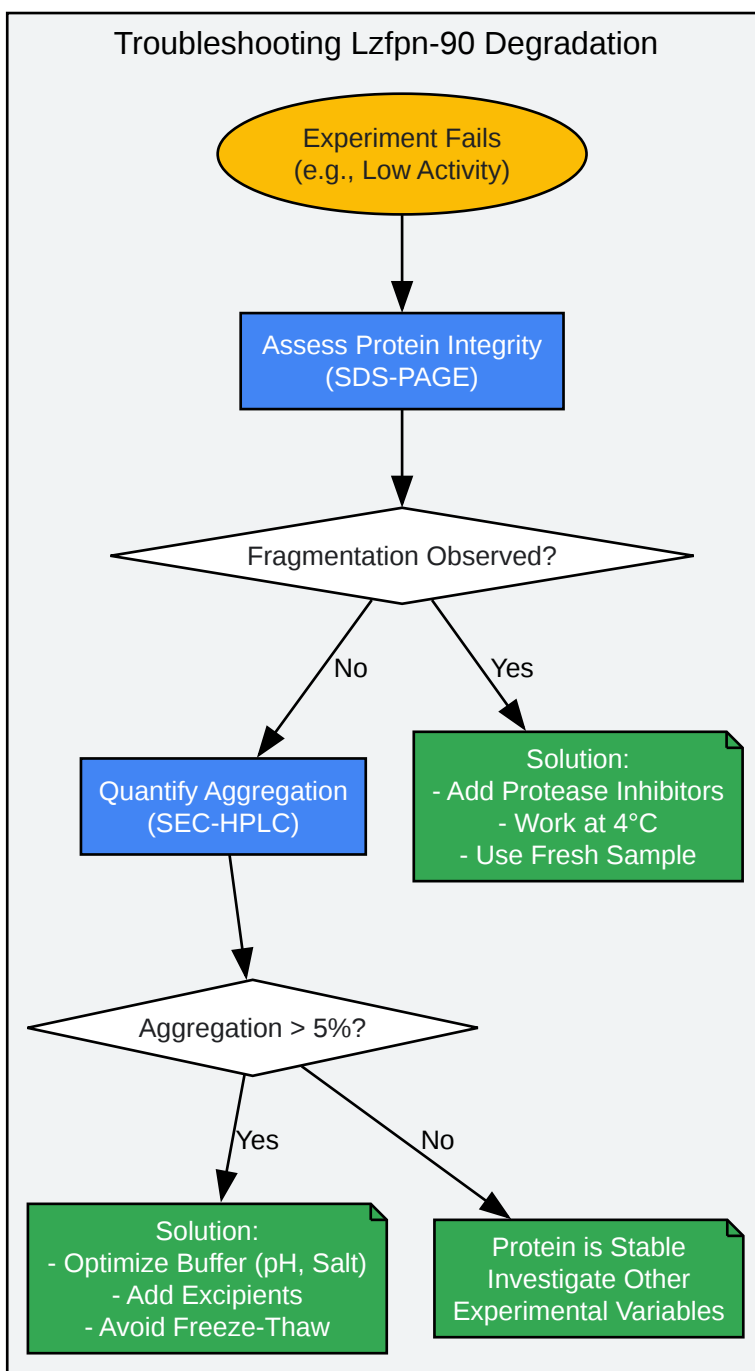 Troubleshooting Lzfpn-90 Degradation
Experiment Fails
(e.g., Low Activity)
Assess Protein Integrity
(SDS-PAGE)
Fragmentation Observed?
No
Yes
Quantify Aggregation
(SEC-HPLC)
Solution:
- Add Protease Inhibitors
- Work at 4°C
- Use Fresh Sample
Aggregation > 5%?
Yes
No
Solution:
- Optimize Buffer (pH, Salt)
- Add Excipients
- Avoid Freeze-Thaw
Protein is Stable
Investigate Other
Experimental Variables